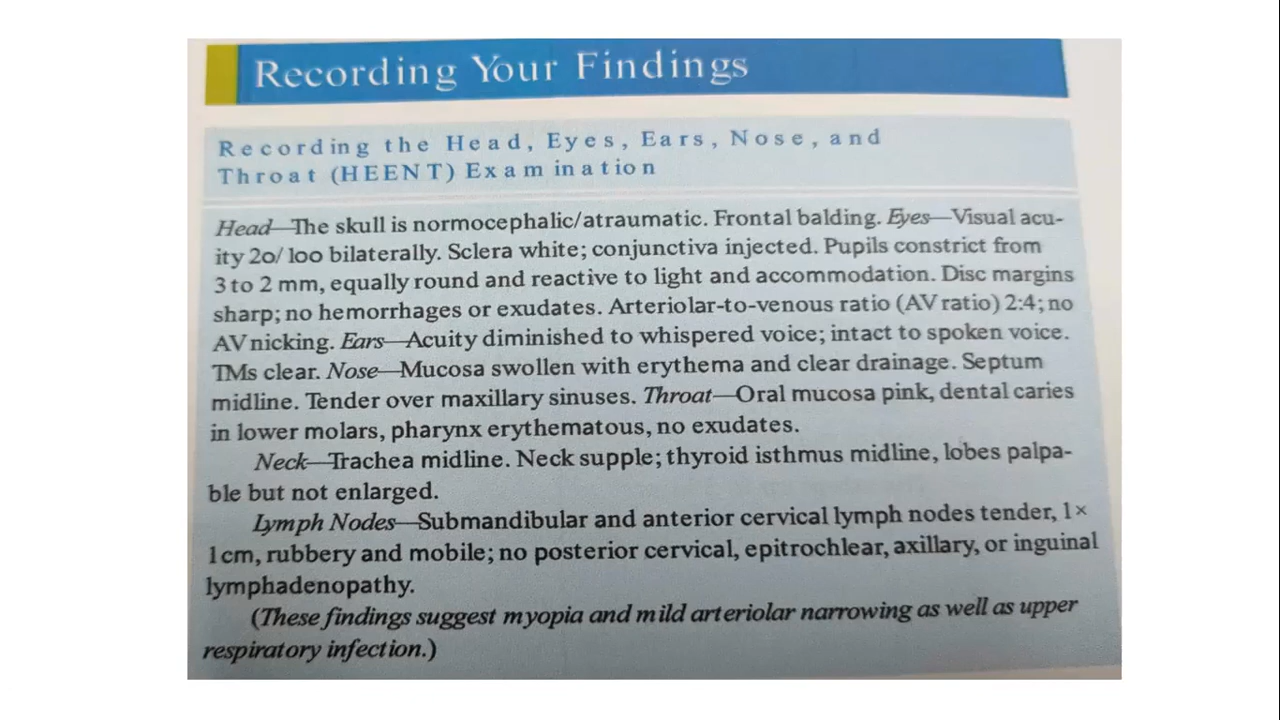 Recording Your Findings
Recording the Head, Eyes, Ears, Nose, and
Throat (HEENT) Examination
Head—The skull is normocephalic/atraumatic. Frontal balding. Eyes—Visual acu-
ity 20/100 bilaterally. Sclera white; conjunctiva injected. Pupils constrict from
3 to 2 mm, equally round and reactive to light and accommodation. Disc margins
sharp; no hemorrhages or exudates. Arteriolar-to-venous ratio (AV ratio) 2:4; no
AV nicking. Ears—Acuity diminished to whispered voice; intact to spoken voice.
TMs clear. Nose—Mucosa swollen with erythema and clear drainage. Septum
midline. Tender over maxillary sinuses. Throat—Oral mucosa pink, dental caries
in lower molars, pharynx erythematous, no exudates.
Neck—Trachea midline. Neck supple; thyroid isthmus midline, lobes palpa-
ble but not enlarged.
Lymph Nodes—Submandibular and anterior cervical lymph nodes tender, 1 ×
1 cm, rubbery and mobile; no posterior cervical, epitrochlear, axillary, or inguinal
lymphadenopathy.
(These findings suggest myopia and mild arteriolar narrowing as well as upper
respiratory infection.)